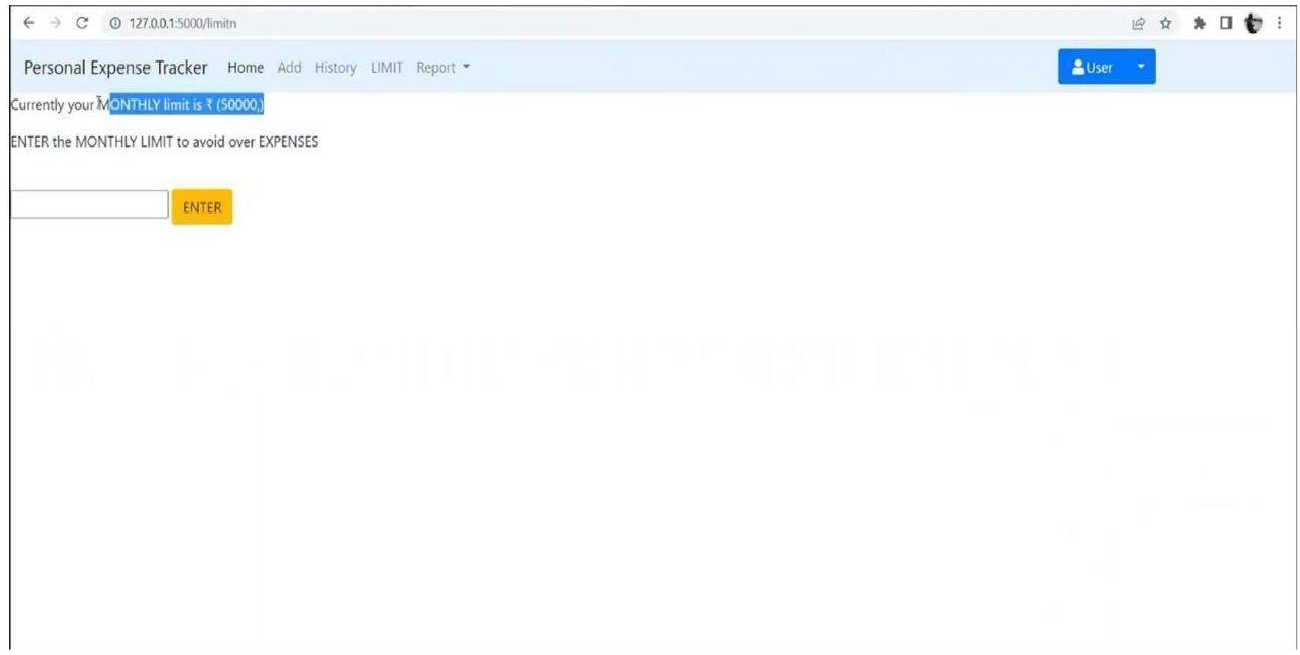 127.0.0.1:5000/limitn
Personal Expense Tracker Home Add History LIMIT Report User
Currently your MONTHLY limit is ₹ (50000,)
ENTER the MONTHLY LIMIT to avoid over EXPENSES
ENTER